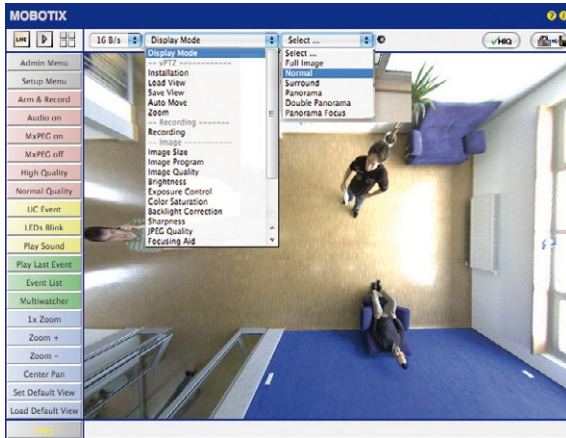 MOBOTIX
LIVE
16 B/s
Display Mode
Select ...
HiQ
Admin Menu
Setup Menu
Arm & Record
Audio on
MxPEG on
MxPEG off
High Quality
Normal Quality
UC Event
LEDs Blink
Play Sound
Play Last Event
Event List
Multiwatcher
1x Zoom
Zoom +
Zoom –
Center Pan
Set Default View
Load Default View
Display Mode
-- vPTZ ------------
Installation
Load View
Save View
Auto Move
Zoom
-- Recording -------
Recording
-- Image -----------
Image Size
Image Program
Image Quality
Brightness
Exposure Control
Color Saturation
Backlight Correction
Sharpness
JPEG Quality
Focusing Aid
Select ...
Full Image
Normal
Surround
Panorama
Double Panorama
Panorama Focus